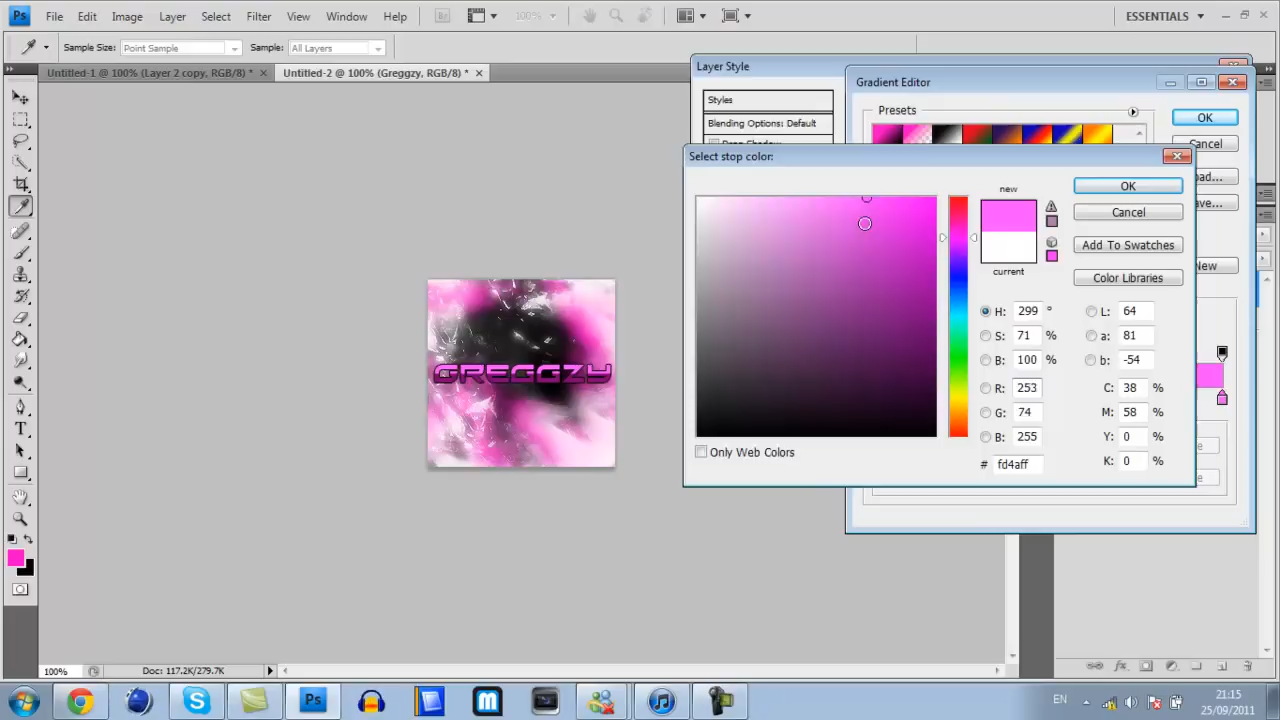 Ps File Edit Image Layer Select Filter View Window Help Br 100% ESSENTIALS
Sample Size: Point Sample Sample: All Layers
Untitled-1 @ 100% (Layer 2 copy, RGB/8) * Untitled-2 @ 100% (Greggzy, RGB/8) *
Layer Style
Gradient Editor
Styles
Presets
Blending Options: Default
OK
Cancel
Select stop color:
new
current
OK
Cancel
Add To Swatches
Color Libraries
New
H: 299 °
S: 71 %
B: 100 %
R: 253
G: 74
B: 255
# fd4aff
L: 64
a: 81
b: -54
C: 38 %
M: 58 %
Y: 0 %
K: 0 %
Only Web Colors
GREGGZY
100% Doc: 117.2K/279.7K
EN
21:15
25/09/2011